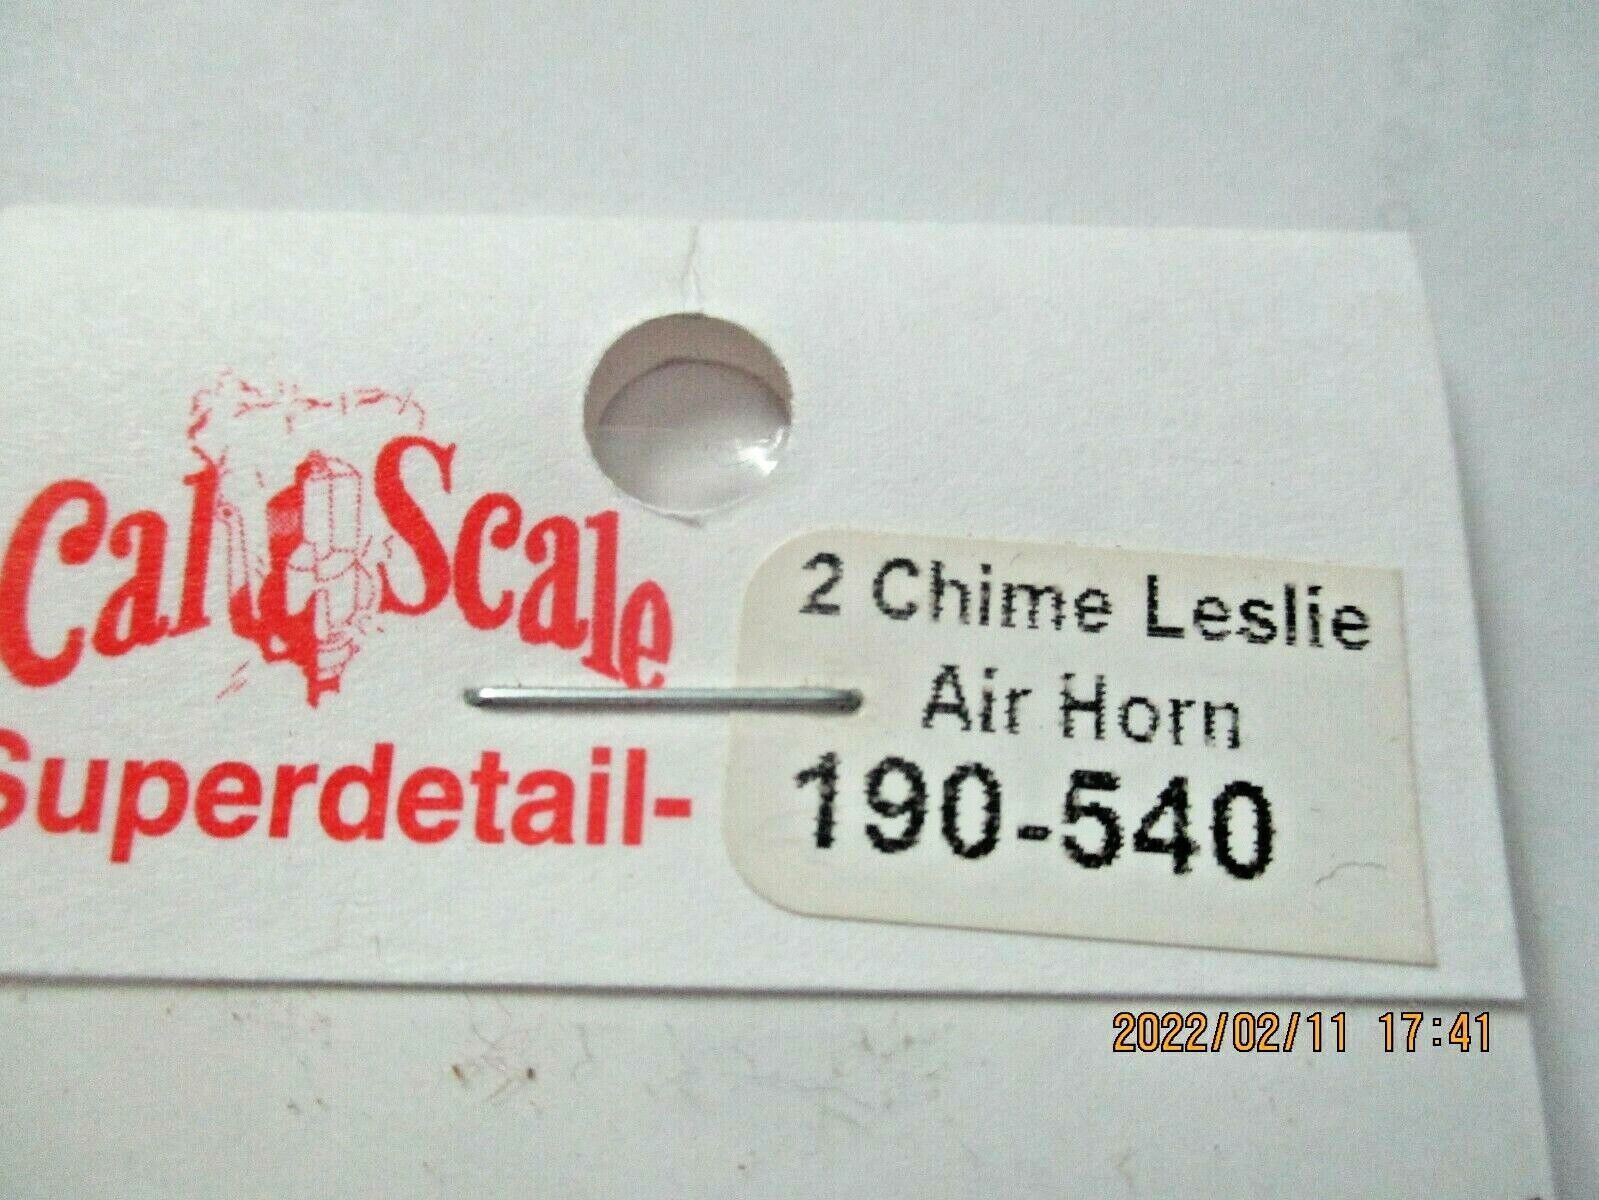 Cal Scale
Superdetail-
2 Chime Leslie
Air Horn
190-540
2022/02/11 17:41